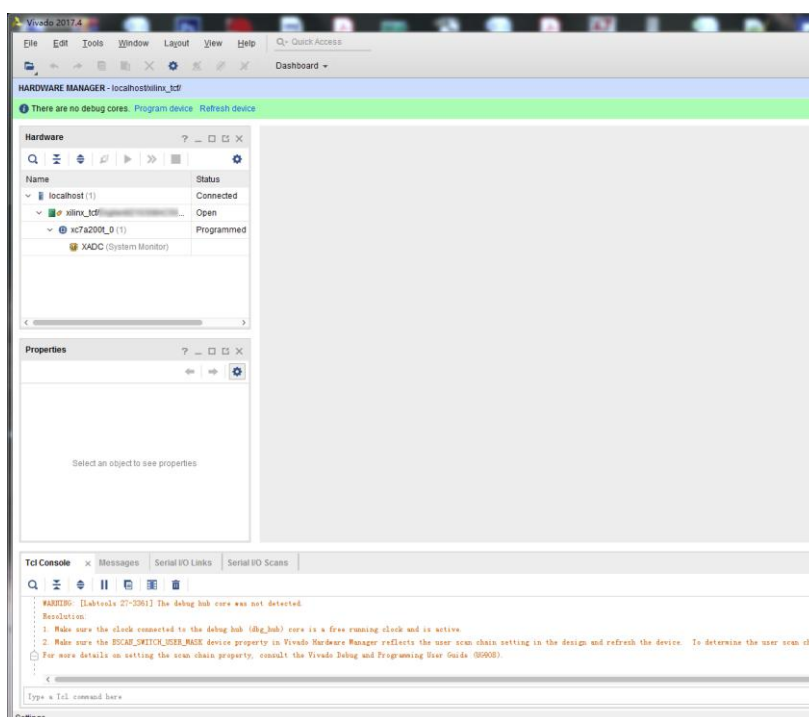 Vivado 2017.4
File Edit Tools Window Layout View Help Quick Access
Dashboard
HARDWARE MANAGER - localhost/xilinx_tcf/
There are no debug cores. Program device Refresh device
Hardware ? _
Name Status
localhost (1) Connected
xilinx_tcf/ ... Open
xc7a200t_0 (1) Programmed
XADC (System Monitor)
Properties ? _
Select an object to see properties
Tcl Console × Messages Serial I/O Links Serial I/O Scans
WARNING: [Labtools 27-3361] The debug hub core was not detected.
Resolution:
1. Make sure the clock connected to the debug hub (dbg_hub) core is a free running clock and is active.
2. Make sure the BSCAN_SWITCH_USER_MASK device property in Vivado Hardware Manager reflects the user scan chain setting in the design and refresh the device. To determine the user scan ch
For more details on setting the scan chain property, consult the Vivado Debug and Programming User Guide (UG908).
Type a Tcl command here
Settings